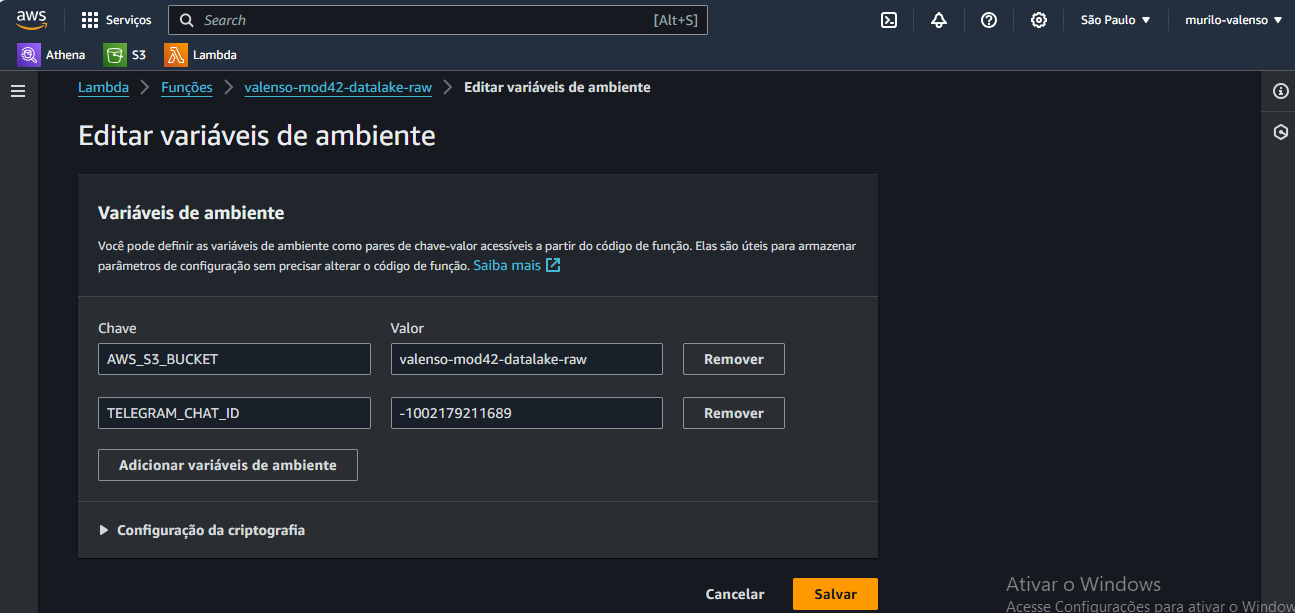 aws Serviços Search [Alt+S] São Paulo murilo-valenso
Athena S3 Lambda
Lambda Funções valenso-mod42-datalake-raw Editar variáveis de ambiente
Editar variáveis de ambiente
Variáveis de ambiente
Você pode definir as variáveis de ambiente como pares de chave-valor acessíveis a partir do código de função. Elas são úteis para armazenar
parâmetros de configuração sem precisar alterar o código de função. Saiba mais
Chave Valor
AWS_S3_BUCKET valenso-mod42-datalake-raw Remover
TELEGRAM_CHAT_ID -1002179211689 Remover
Adicionar variáveis de ambiente
Configuração da criptografia
Cancelar Salvar
Ativar o Windows
Acesse Configurações para ativar o Window